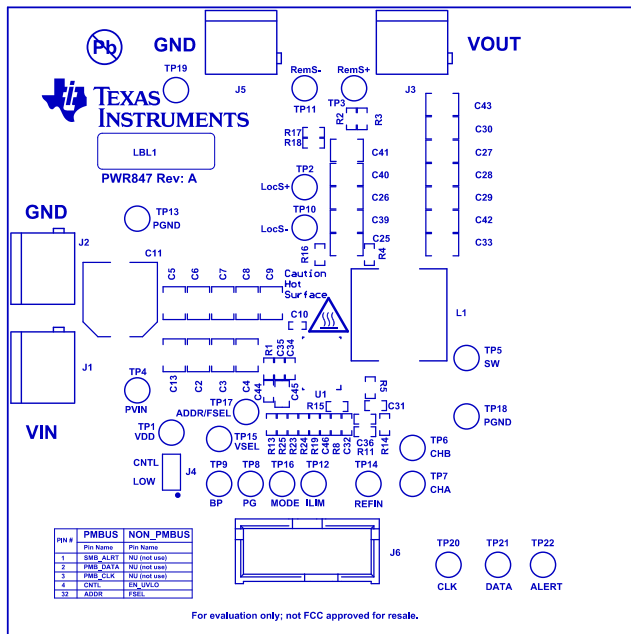 Pb
GND
VOUT
TP19
J5
RemS-
RemS+
J3
TP11
TP3
TEXAS
INSTRUMENTS
R2
R3
R17
R18
C43
C30
C27
C28
C29
C42
C33
C41
C40
C26
C39
C25
LBL1
PWR847 Rev: A
TP2
LocS+
TP10
LocS-
R16
R4
GND
TP13
PGND
J2
C11
C5
C6
C7
C8
C9
Caution
Hot
Surface
C10
L1
J1
VIN
TP4
PVIN
C13
C2
C3
C4
R1
C35
C34
C44
C45
U1
R5
R15
C31
TP5
SW
TP18
PGND
TP17
ADDR/FSEL
TP1
VDD
TP15
VSEL
R13
R25
R23
R24
R19
C46
R8
C32
C36
R11
R14
TP6
CHB
TP7
CHA
CNTL
J4
LOW
TP9
TP8
TP16
TP12
TP14
BP
PG
MODE
ILIM
REFIN
PIN # PMBUS NON_PMBUS
Pin Name Pin Name
1 SMB_ALRT NU (not use)
2 PMB_DATA NU (not use)
3 PMB_CLK NU (not use)
4 CNTL EN_UVLO
32 ADDR FSEL
J6
TP20
TP21
TP22
CLK
DATA
ALERT
For evaluation only; not FCC approved for resale.